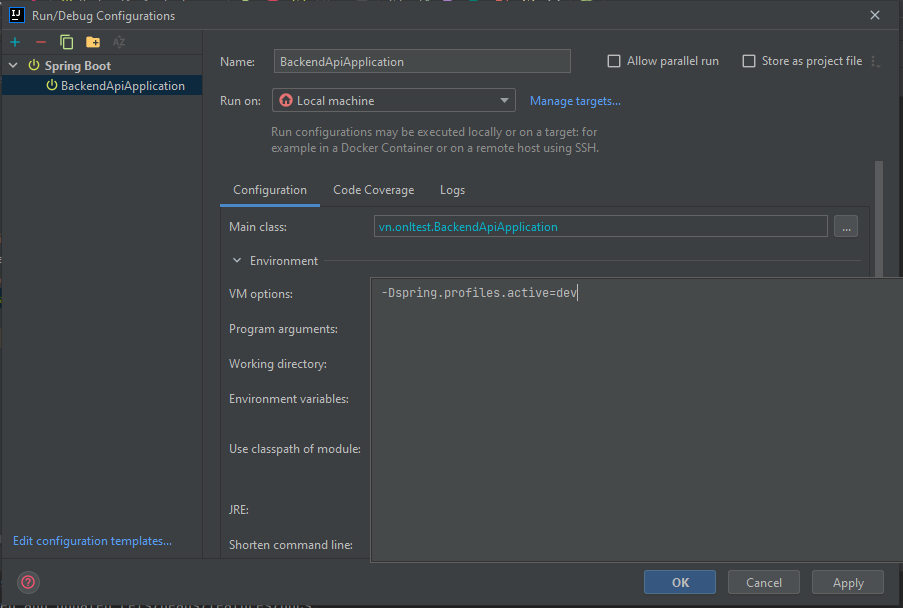 Run/Debug Configurations
Spring Boot
BackendApiApplication
Edit configuration templates...
Name:
BackendApiApplication
Allow parallel run
Store as project file
Run on:
Local machine
Manage targets...
Run configurations may be executed locally or on a target: for
example in a Docker Container or on a remote host using SSH.
Configuration
Code Coverage
Logs
Main class:
vn.onltest.BackendApiApplication
...
Environment
VM options:
-Dspring.profiles.active=dev
Program arguments:
Working directory:
Environment variables:
Use classpath of module:
JRE:
Shorten command line:
?
OK
Cancel
Apply